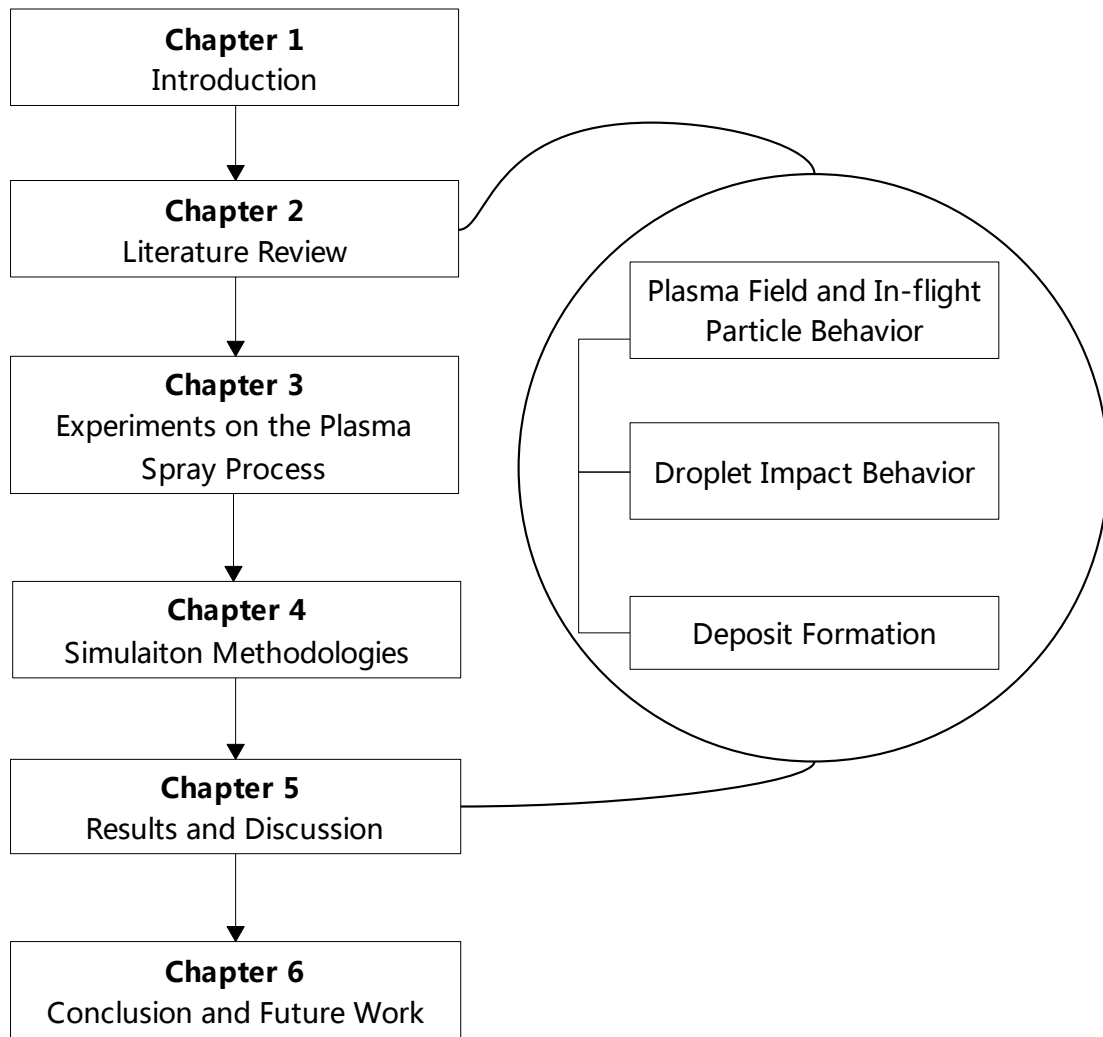 Chapter 1
Introduction
Chapter 2
Literature Review
Chapter 3
Experiments on the Plasma
Spray Process
Chapter 4
Simulaiton Methodologies
Chapter 5
Results and Discussion
Chapter 6
Conclusion and Future Work
Plasma Field and In-flight
Particle Behavior
Droplet Impact Behavior
Deposit Formation